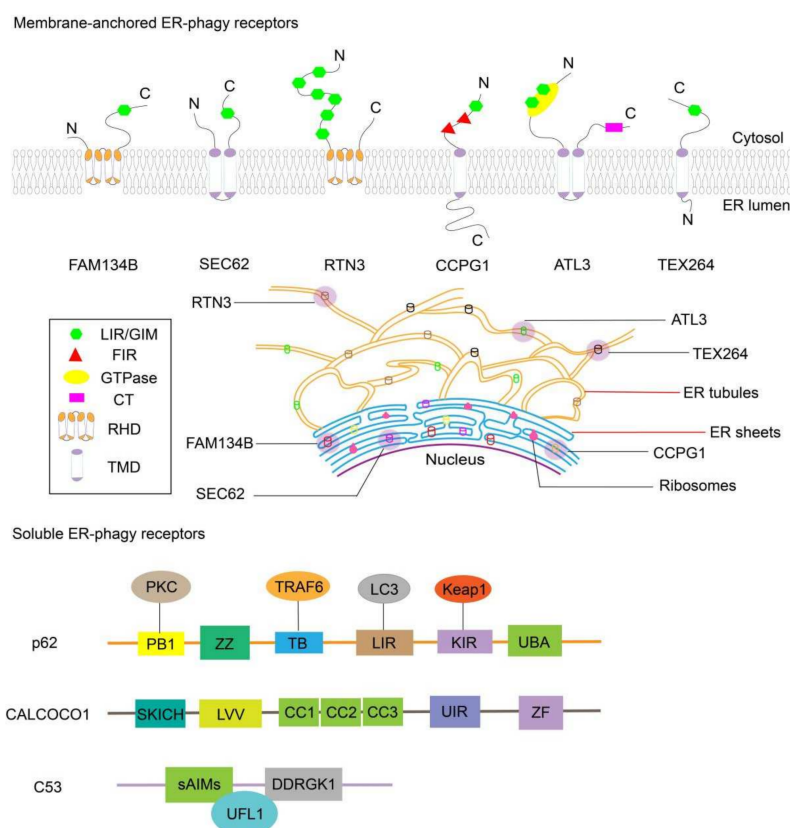 Membrane-anchored ER-phagy receptors
N
C
N
C
N
C
N
C
N
C
C
N
Cytosol
ER lumen
FAM134B
SEC62
RTN3
CCPG1
ATL3
TEX264
RTN3
ATL3
TEX264
ER tubules
ER sheets
FAM134B
CCPG1
Nucleus
SEC62
Ribosomes
LIR/GIM
FIR
GTPase
CT
RHD
TMD
Soluble ER-phagy receptors
PKC
TRAF6
LC3
Keap1
p62
PB1
ZZ
TB
LIR
KIR
UBA
CALCOCO1
SKICH
LVV
CC1
CC2
CC3
UIR
ZF
C53
sAIMs
DDRGK1
UFL1